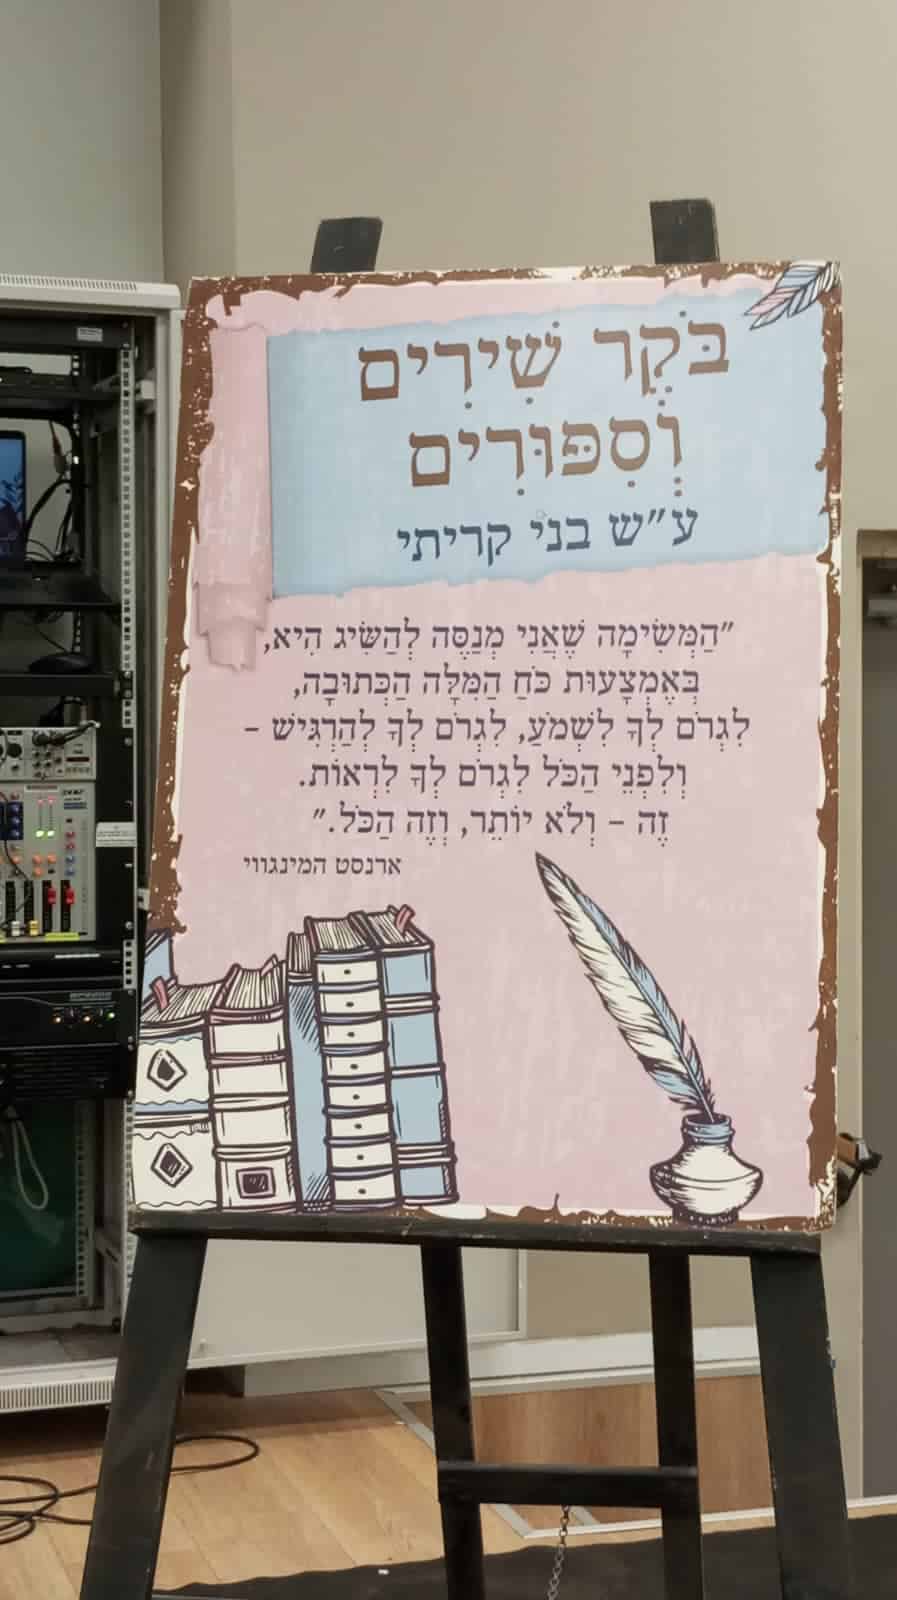 בֹּקֶר שִׁירִים
וְסִפּוּרִים
ע"ש בני קריתי
"הַמְּשִׂימָה שֶׁאֲנִי מְנַסֶּה לְהַשִּׂיג הִיא,
בְּאֶמְצָעוּת כֹּחַ הַמִּלָּה הַכְּתוּבָה,
לִגְרֹם לְךָ לִשְׁמֹעַ, לִגְרֹם לְךָ לְהַרְגִּישׁ –
וְלִפְנֵי הַכֹּל לִגְרֹם לְךָ לִרְאוֹת.
זֶה – וְלֹא יוֹתֵר, וְזֶה הַכֹּל."
ארנסט המינגווי